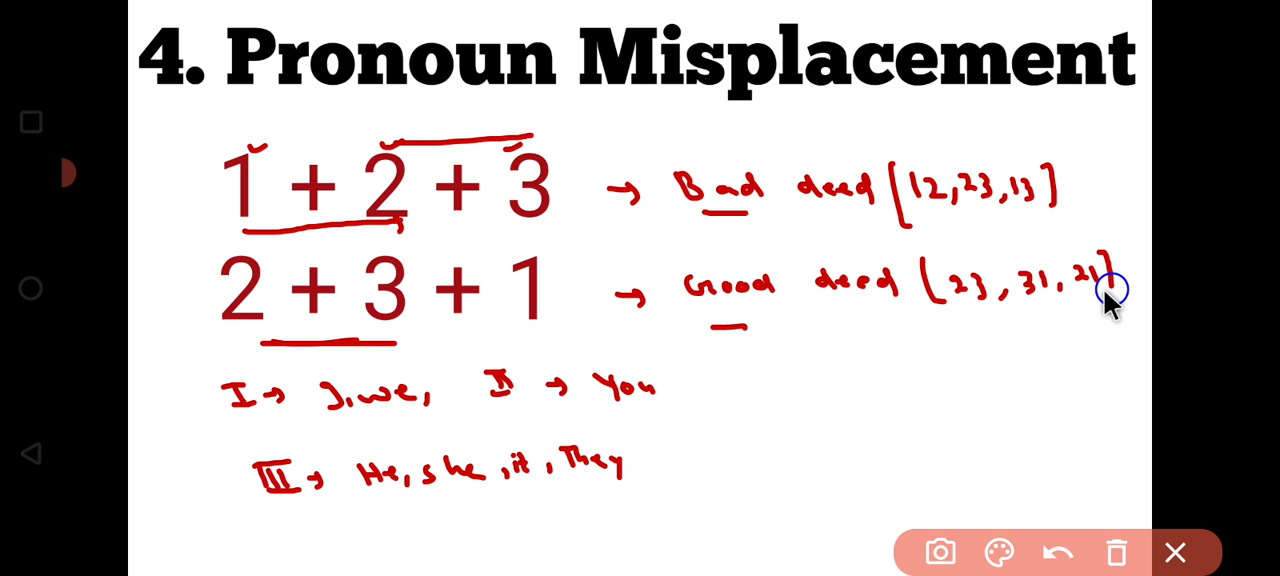 4. Pronoun Misplacement
1 + 2 + 3 → Bad deed [12,23,13]
2 + 3 + 1 → Good deed (23, 31, 21]
I → I, we, II → You
III → He, she, it, They